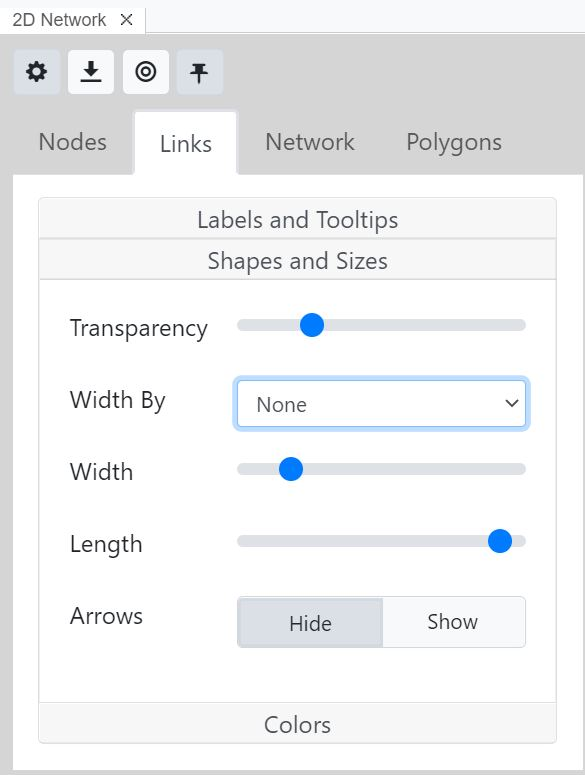 2D Network
Nodes Links Network Polygons
Labels and Tooltips
Shapes and Sizes
Transparency
Width By None
Width
Length
Arrows Hide Show
Colors